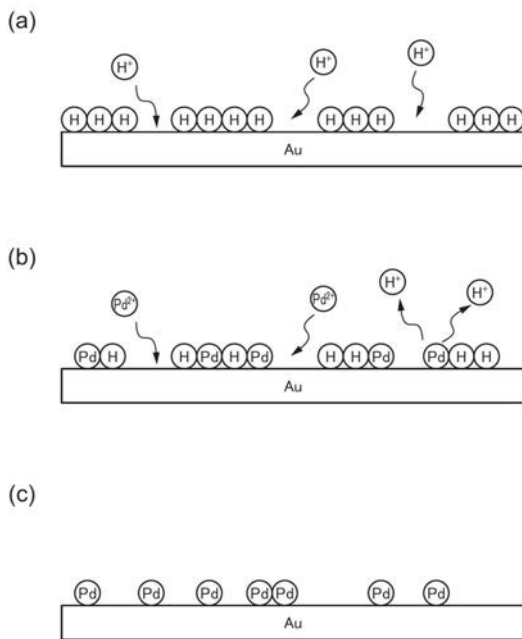 (a)
H⁺ H⁺ H⁺
H H H H H H H H H H H H H
Au
(b)
Pd²⁺ Pd²⁺ H⁺ H⁺
Pd H H Pd H Pd H H Pd Pd H H
Au
(c)
Pd Pd Pd Pd Pd Pd Pd
Au